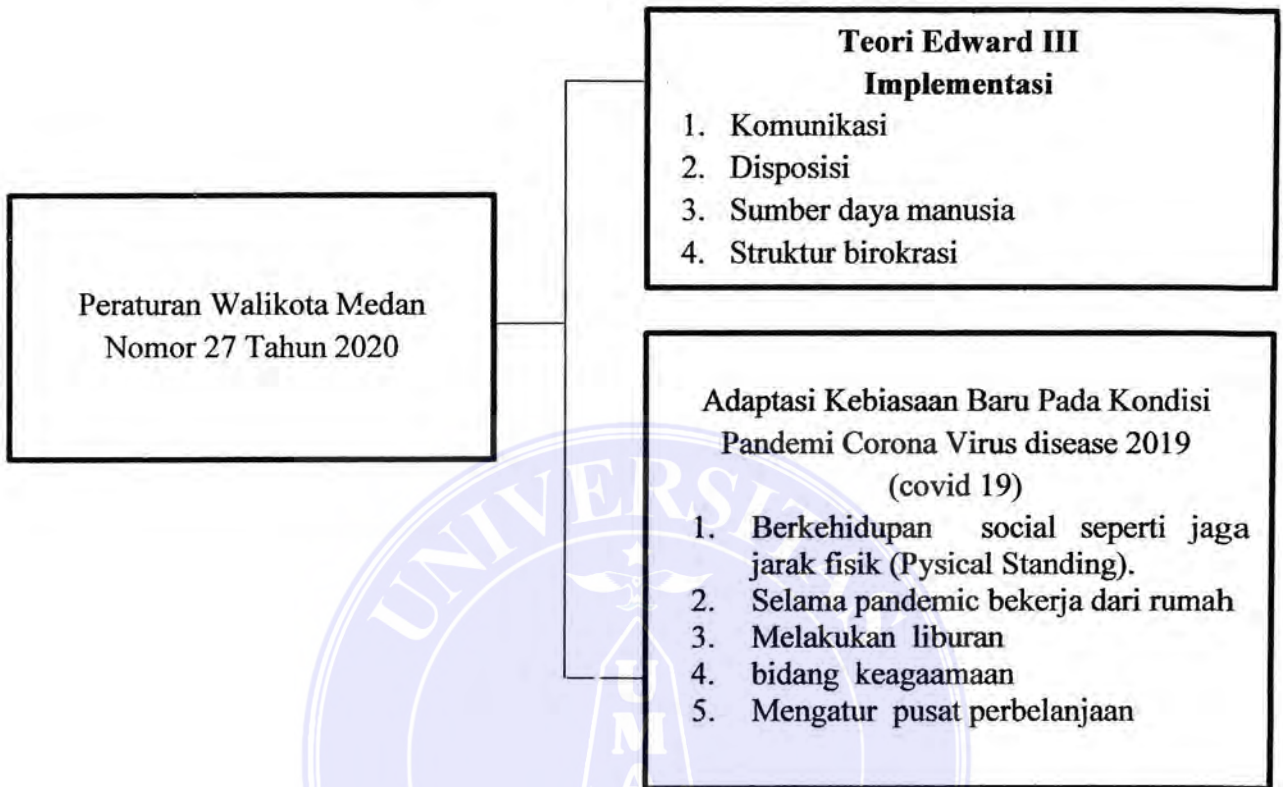 Teori Edward III
Implementasi
1. Komunikasi
2. Disposisi
3. Sumber daya manusia
4. Struktur birokrasi
Peraturan Walikota Medan
Nomor 27 Tahun 2020
Adaptasi Kebiasaan Baru Pada Kondisi
Pandemi Corona Virus disease 2019
(covid 19)
1. Berkehidupan social seperti jaga
jarak fisik (Pysical Standing).
2. Selama pandemic bekerja dari rumah
3. Melakukan liburan
4. bidang keagaamaan
5. Mengatur pusat perbelanjaan
UNIVERSITAS
U
M
A